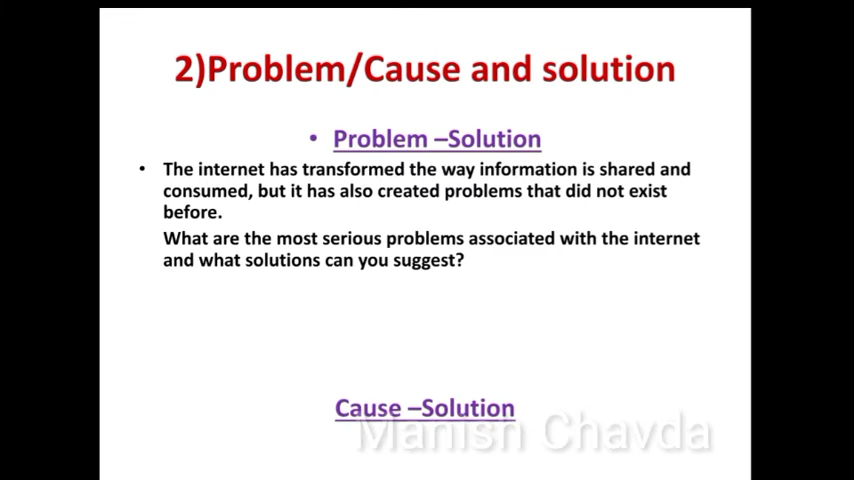 2)Problem/Cause and solution
• Problem –Solution
• The internet has transformed the way information is shared and
consumed, but it has also created problems that did not exist
before.
What are the most serious problems associated with the internet
and what solutions can you suggest?
Cause –Solution
Manish Chavda